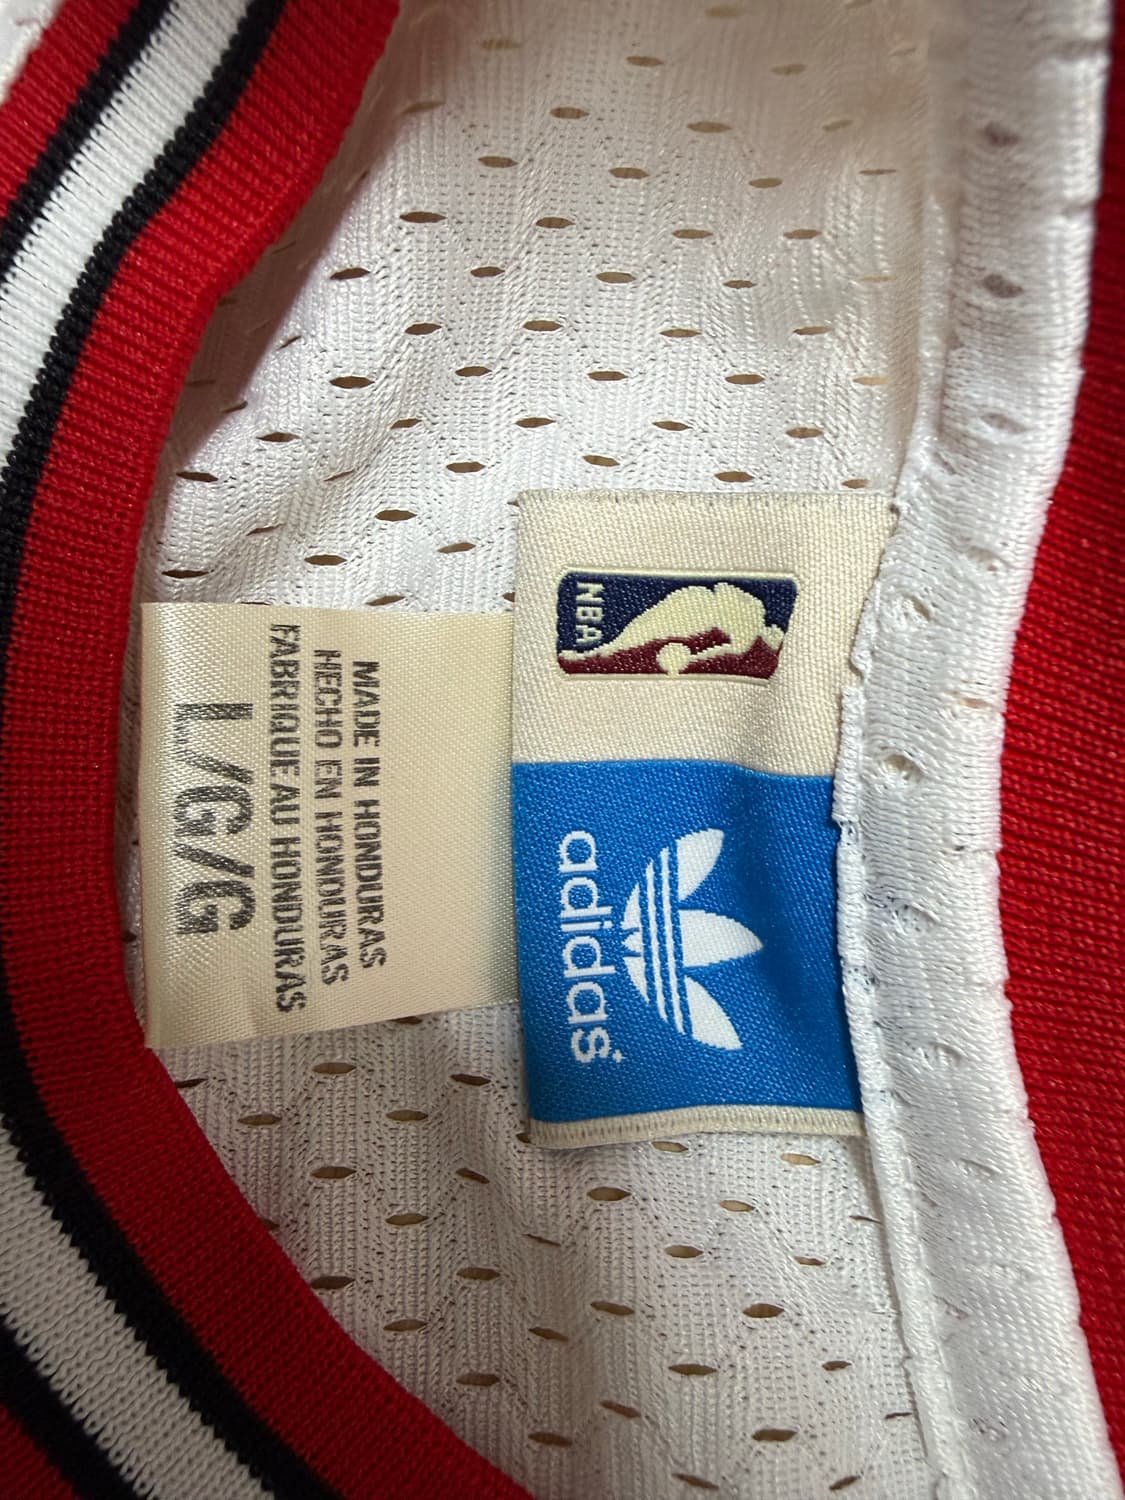 NBA
adidas
MADE IN HONDURAS
HECHO EN HONDURAS
FABRIQUE AU HONDURAS
L/G/G